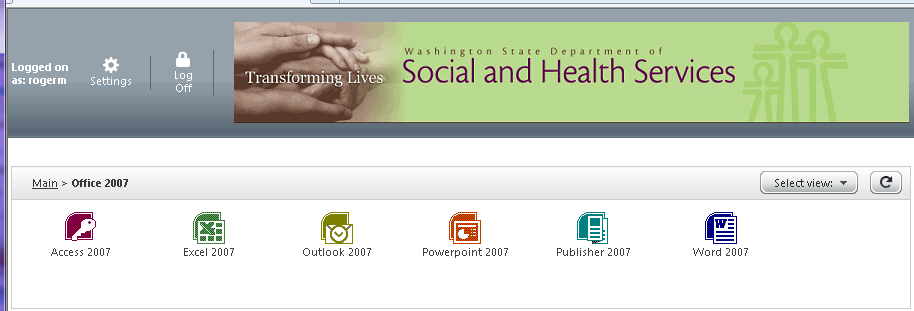 Logged on
as: rogerm
Settings
Log
Off
Transforming Lives
Washington State Department of
Social and Health Services
Main > Office 2007
Select view:
Access 2007
Excel 2007
Outlook 2007
Powerpoint 2007
Publisher 2007
Word 2007